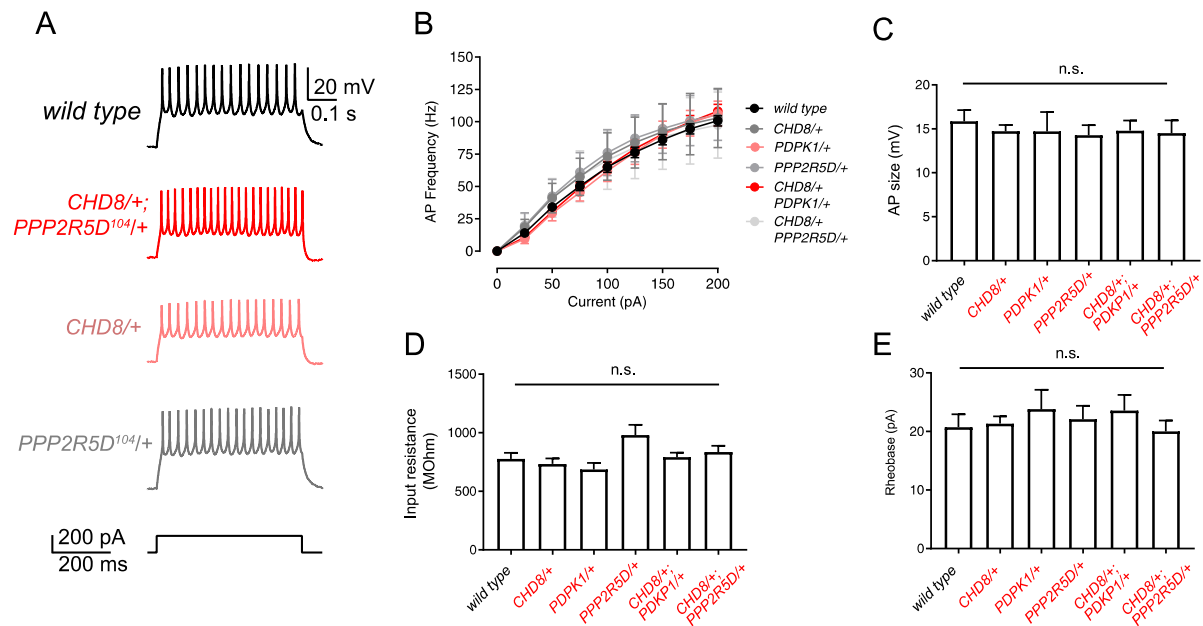 A
wild type
20 mV
0.1 s
CHD8/+;
PPP2R5D104/+
CHD8/+
PPP2R5D104/+
200 pA
200 ms
B
AP Frequency (Hz)
150
125
100
75
50
25
0
0 50 100 150 200
Current (pA)
wild type
CHD8/+
PDPK1/+
PPP2R5D/+
CHD8/+
PDPK1/+
CHD8/+
PPP2R5D/+
C
n.s.
AP size (mV)
20
15
10
5
0
wild type
CHD8/+
PDPK1/+
PPP2R5D/+
CHD8/+;
PDKP1/+
CHD8/+;
PPP2R5D/+
D
n.s.
Input resistance
(MOhm)
1500
1000
500
0
wild type
CHD8/+
PDPK1/+
PPP2R5D/+
CHD8/+;
PDKP1/+
CHD8/+;
PPP2R5D/+
E
n.s.
Rheobase (pA)
30
20
10
0
wild type
CHD8/+
PDPK1/+
PPP2R5D/+
CHD8/+;
PDKP1/+
CHD8/+;
PPP2R5D/+